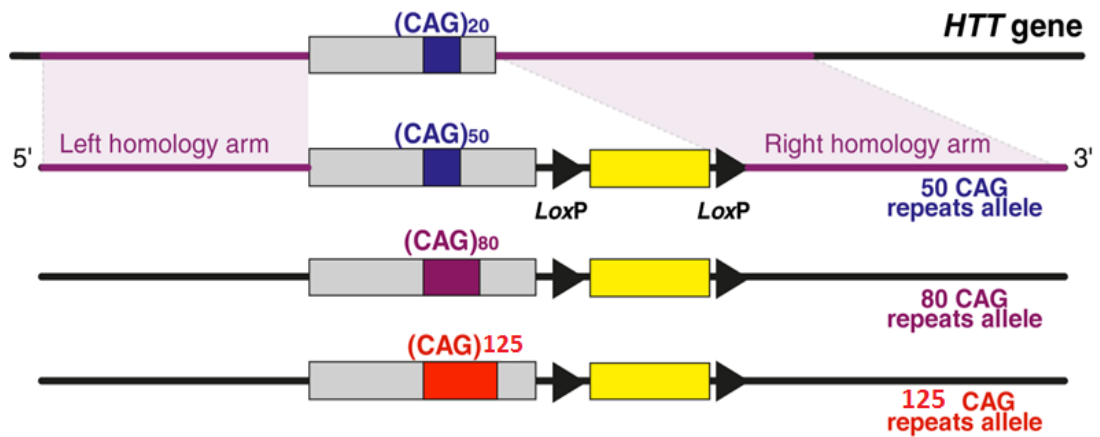 (CAG)20
HTT gene
Left homology arm
(CAG)50
Right homology arm
5'
3'
LoxP
LoxP
50 CAG
repeats allele
(CAG)80
80 CAG
repeats allele
(CAG)125
125 CAG
repeats allele